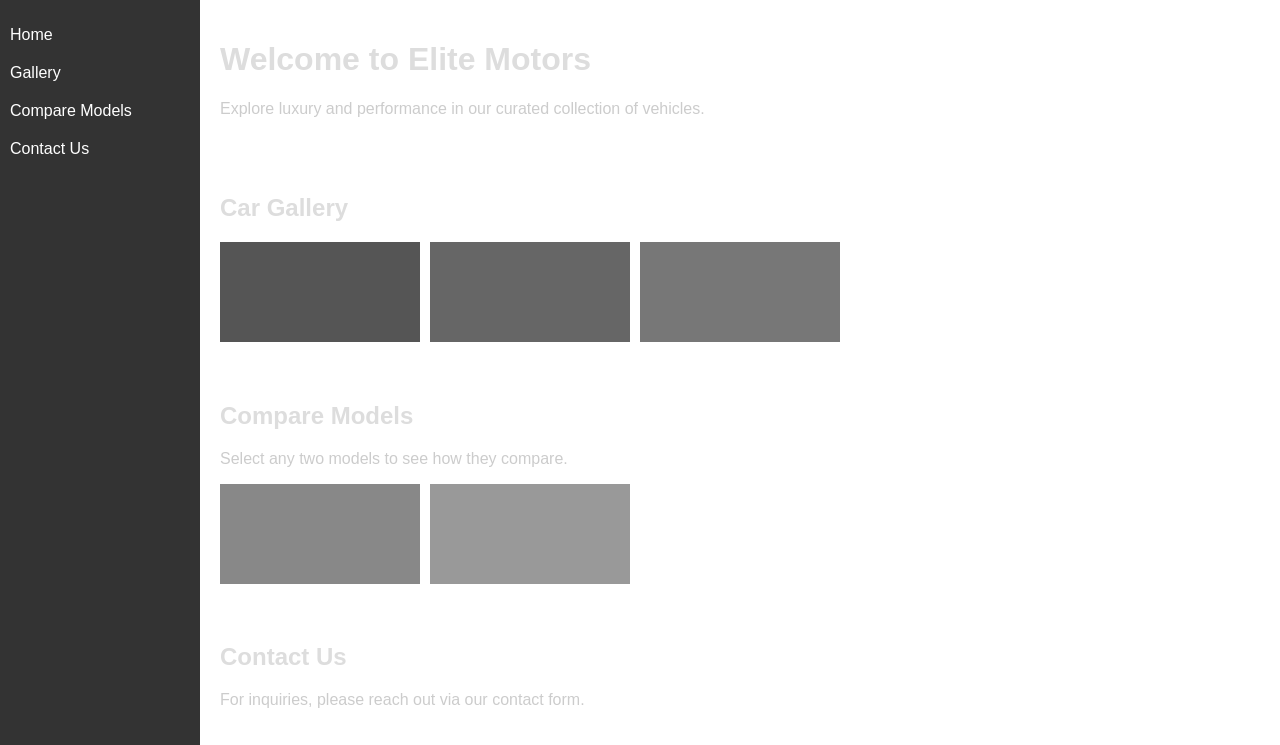 Home
Gallery
Compare Models
Contact Us
Welcome to Elite Motors
Explore luxury and performance in our curated collection of vehicles.
Car Gallery
Compare Models
Select any two models to see how they compare.
Contact Us
For inquiries, please reach out via our contact form.